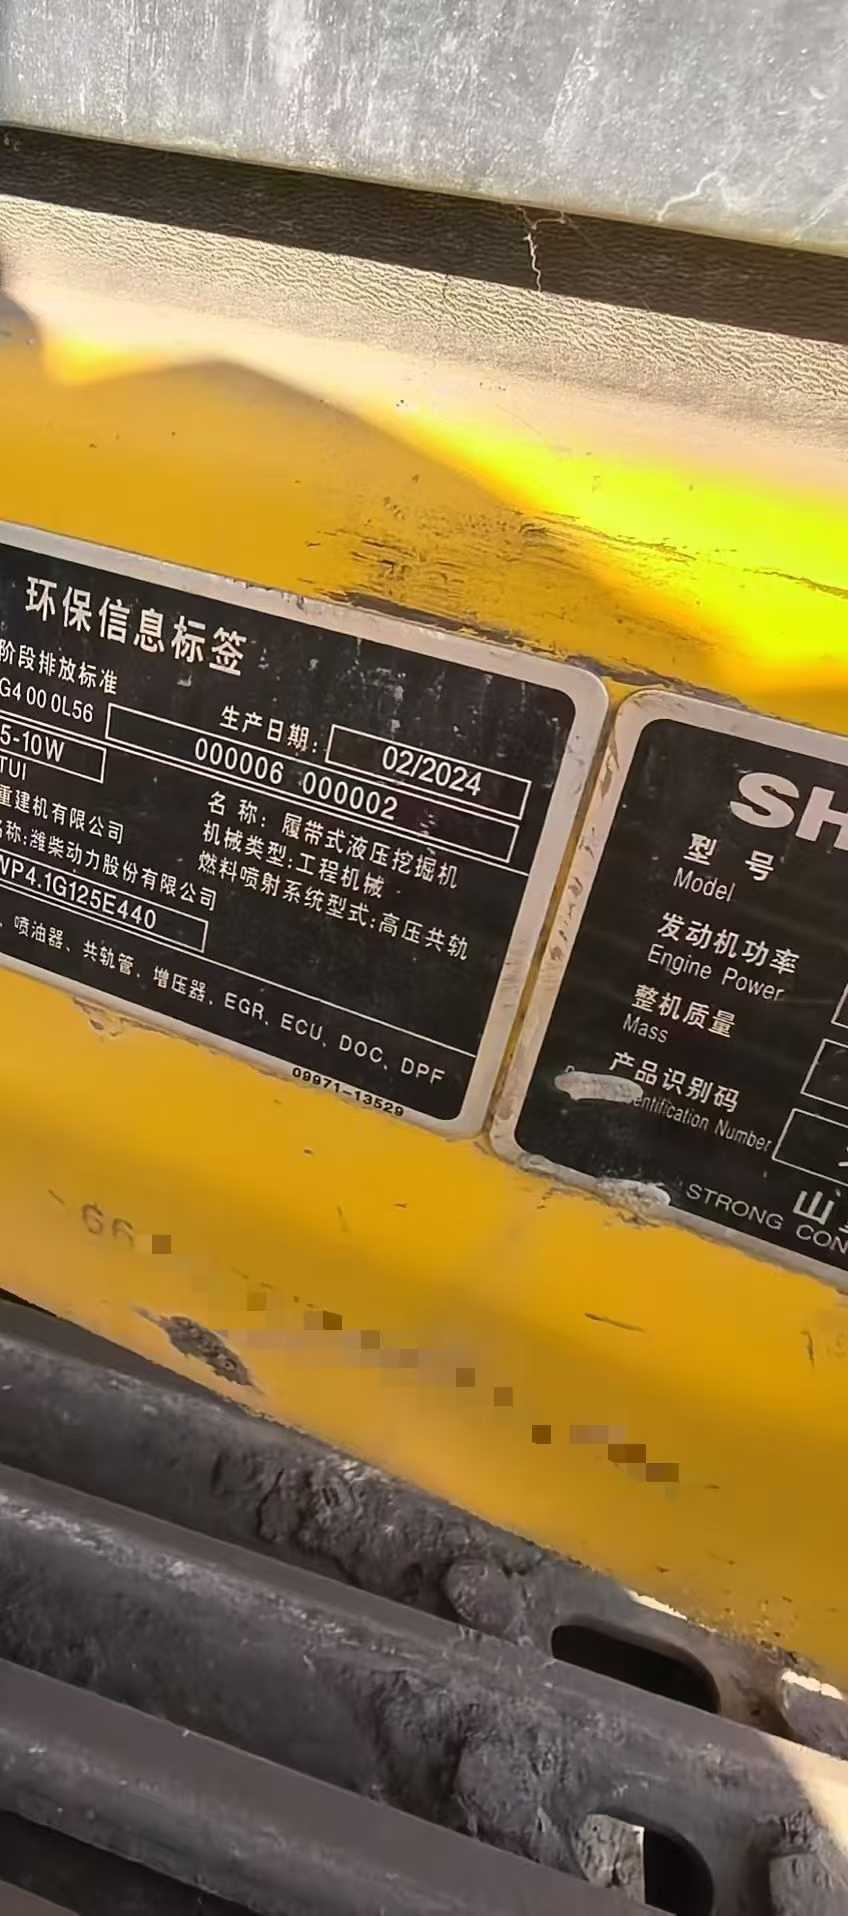 环保信息标签
阶段排放标准
G4 00 0L56
000006 000002
生产日期:
02/2024
5-10W
TUI
名 称: 履带式液压挖掘机
重建机有限公司
机械类型:工程机械
名称:潍柴动力股份有限公司
燃料喷射系统型式:高压共轨
WP4.1G125E440
、喷油器、共轨管、增压器、EGR、ECU、DOC、DPF
09971-13529
SH
型 号
Model
发动机功率
Engine Power
整机质量
Mass
产品识别码
entification Number
山
STRONG CON
66